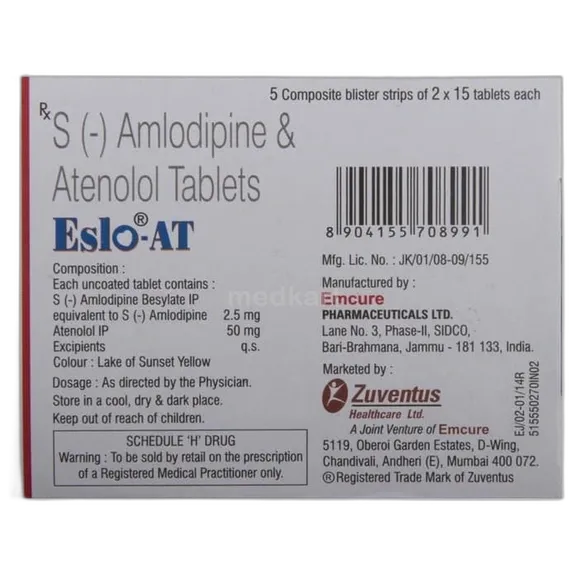 5 Composite blister strips of 2 x 15 tablets each
Rx S (-) Amlodipine &
Atenolol Tablets
Eslo®-AT
Composition :
Each uncoated tablet contains :
S (-) Amlodipine Besylate IP
equivalent to S (-) Amlodipine 2.5 mg
Atenolol IP 50 mg
Excipients q.s.
Colour : Lake of Sunset Yellow
Dosage : As directed by the Physician.
Store in a cool, dry & dark place.
Keep out of reach of children.
SCHEDULE 'H' DRUG
Warning : To be sold by retail on the prescription
of a Registered Medical Practitioner only.
8 904155 708991
Mfg. Lic. No. : JK/01/08-09/155
Manufactured by :
Emcure
PHARMACEUTICALS LTD.
Lane No. 3, Phase-II, SIDCO,
Bari-Brahmana, Jammu - 181 133, India.
Marketed by :
Zuventus
Healthcare Ltd.
A Joint Venture of Emcure
5119, Oberoi Garden Estates, D-Wing,
Chandivali, Andheri (E), Mumbai 400 072.
® Registered Trade Mark of Zuventus
EJ/02-01/14R
515550270IN02